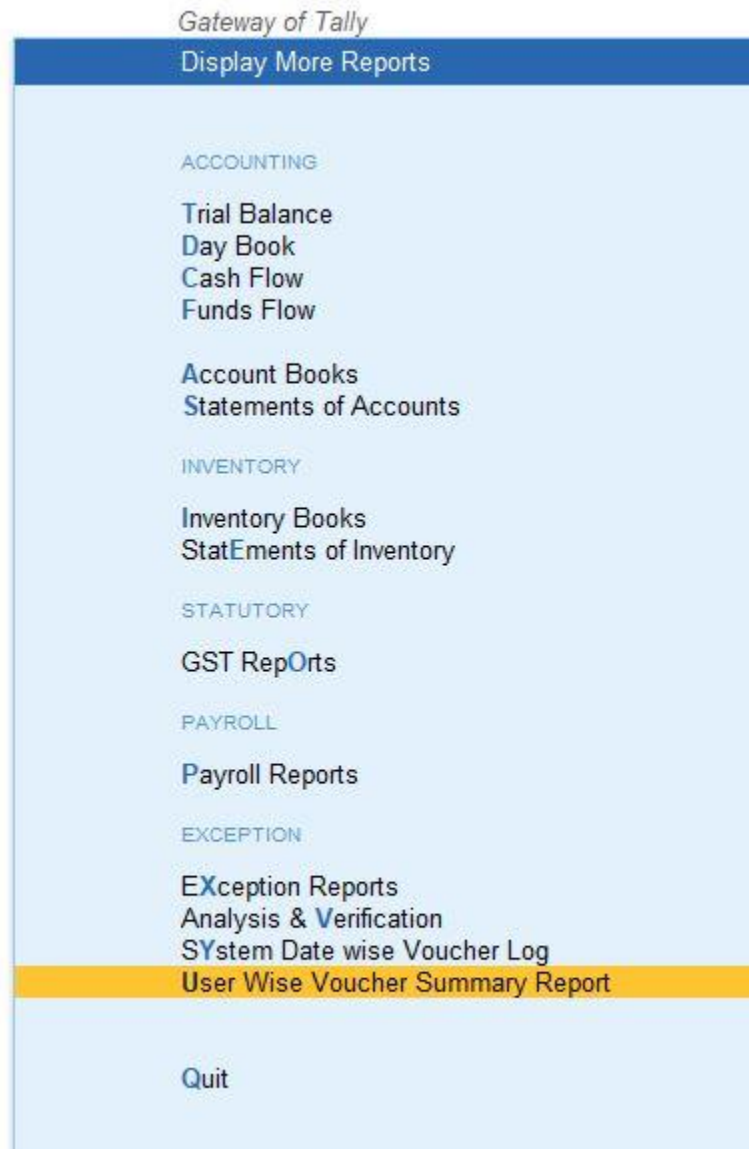 Gateway of Tally
Display More Reports
ACCOUNTING
Trial Balance
Day Book
Cash Flow
Funds Flow
Account Books
Statements of Accounts
INVENTORY
Inventory Books
StatEments of Inventory
STATUTORY
GST RepOrts
PAYROLL
Payroll Reports
EXCEPTION
EXception Reports
Analysis & Verification
SYstem Date wise Voucher Log
User Wise Voucher Summary Report
Quit